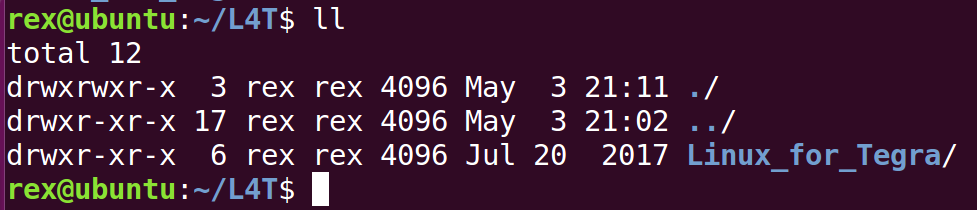 rex@ubuntu:~/L4T$ ll
total 12
drwxrwxr-x  3 rex rex 4096 May  3 21:11 ./
drwxr-xr-x 17 rex rex 4096 May  3 21:02 ../
drwxr-xr-x  6 rex rex 4096 Jul 20  2017 Linux_for_Tegra/
rex@ubuntu:~/L4T$